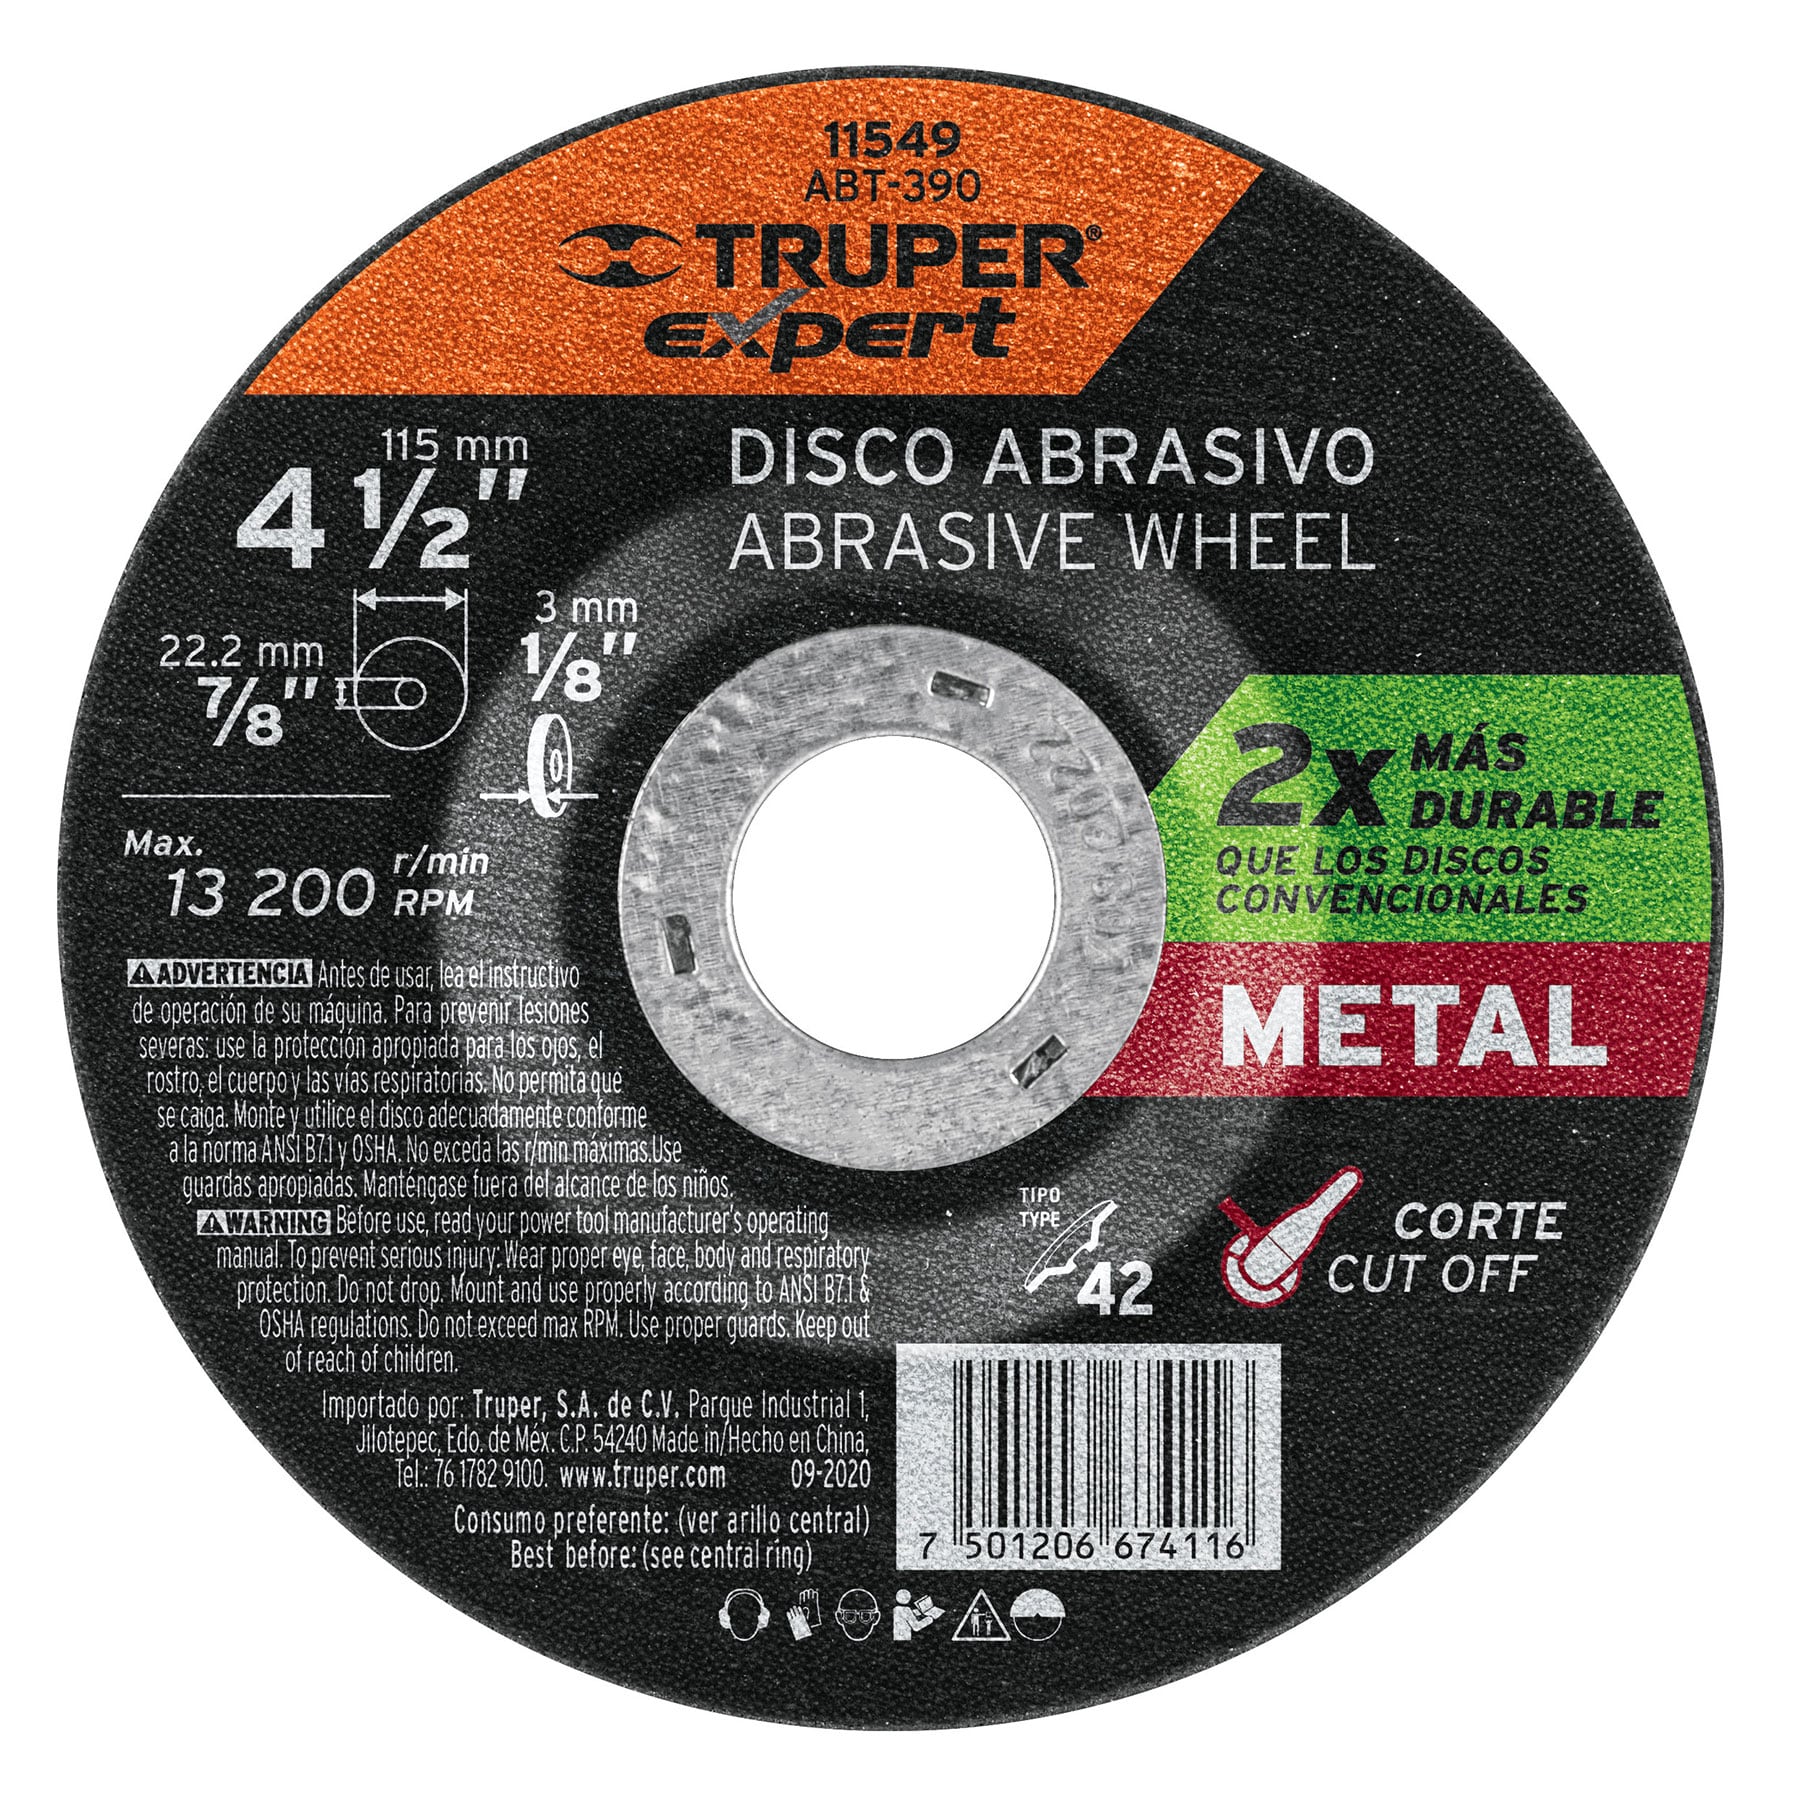 11549
ABT-390
TRUPER®
expert
115 mm
4 ½"
DISCO ABRASIVO
ABRASIVE WHEEL
22.2 mm
7/8"
3 mm
1/8"
Max.
13 200 r/min
RPM
2x MÁS
DURABLE
QUE LOS DISCOS
CONVENCIONALES
METAL
ADVERTENCIA Antes de usar, lea el instructivo
de operación de su máquina. Para prevenir lesiones
severas: use la protección apropiada para los ojos, el
rostro, el cuerpo y las vías respiratorias. No permita que
se caiga. Monte y utilice el disco adecuadamente conforme
a la norma ANSI B7.1 y OSHA. No exceda las r/min máximas.Use
guardas apropiadas. Manténgase fuera del alcance de los niños.
WARNING Before use, read your power tool manufacturer's operating
manual. To prevent serious injury: Wear proper eye, face, body and respiratory
protection. Do not drop. Mount and use properly according to ANSI B7.1 &
OSHA regulations. Do not exceed max RPM. Use proper guards. Keep out
of reach of children.
TIPO
TYPE
42
CORTE
CUT OFF
Importado por: Truper, S.A. de C.V. Parque Industrial 1,
Jilotepec, Edo. de Méx. C.P. 54240 Made in/Hecho en China,
Tel.: 76 1782 9100. www.truper.com 09-2020
Consumo preferente: (ver arillo central)
Best before: (see central ring)
7 501206 674116